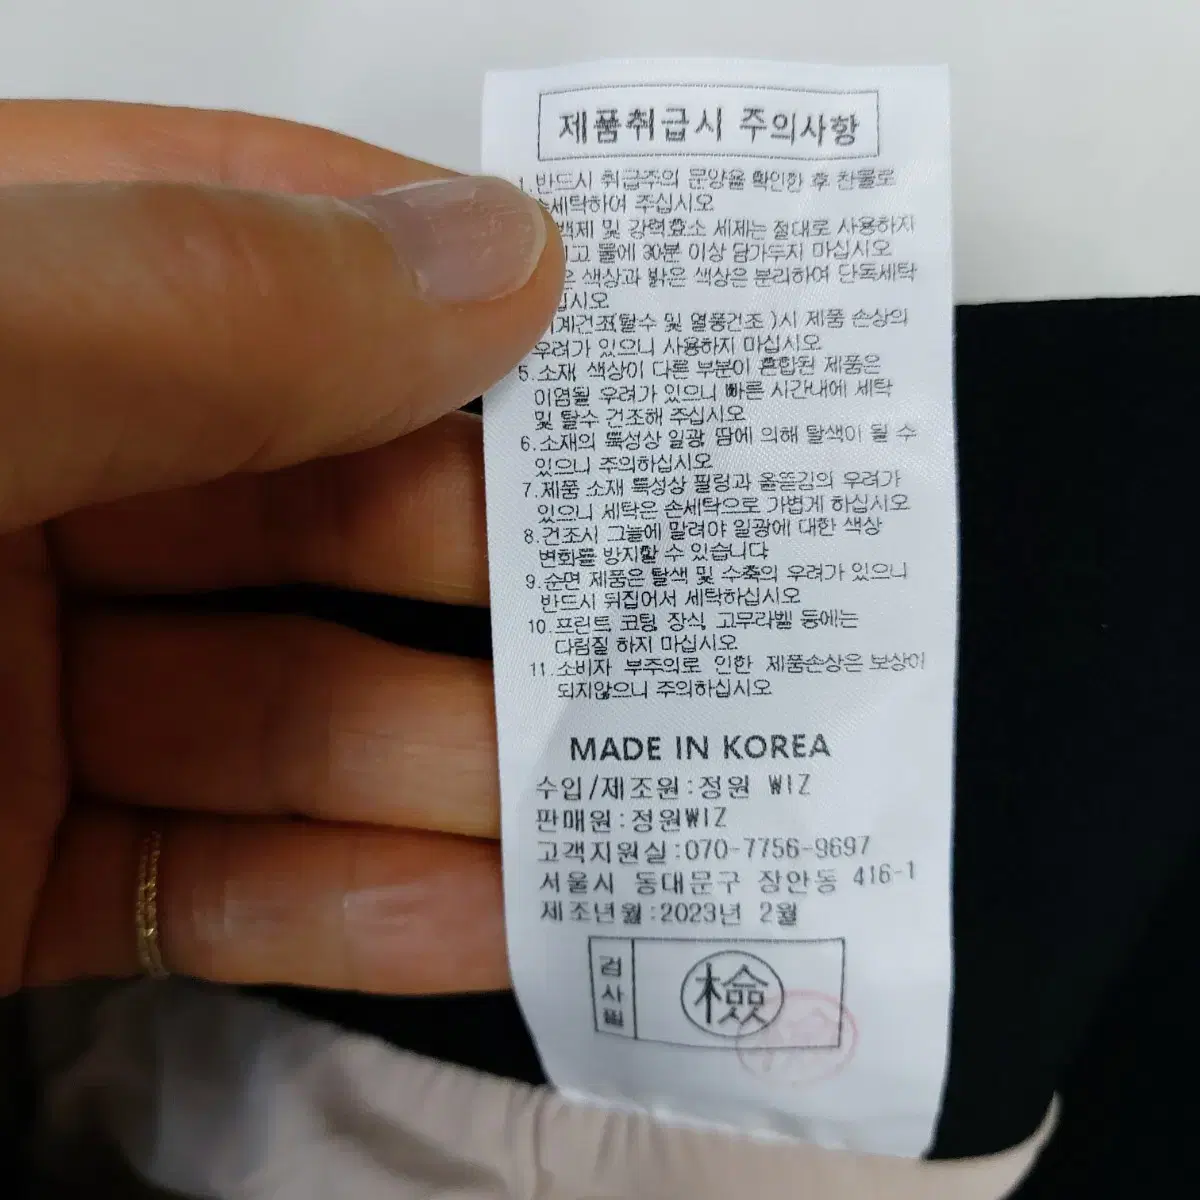 제품취급시 주의사항
1.반드시 취급주의 문양을 확인한 후 찬물로
세탁하여 주십시오
백제 및 강력효소 세제는 절대로 사용하지
고 물에 30분 이상 담가두지 마십시오
은 색상과 밝은 색상은 분리하여 단독세탁
십시오
계건조(탈수 및 열풍건조 )시 제품 손상의
우려가 있으니 사용하지 마십시오
5.소재 색상이 다른 부분이 혼합된 제품은
이염될 우려가 있으니 빠른 시간내에 세탁
및 탈수 건조해 주십시오
6.소재의 특성상 일광, 땀에 의해 탈색이 될 수
있으니 주의하십시오
7.제품 소재 특성상 필링과 올뜯김의 우려가
있으니 세탁은 손세탁으로 가볍게 하십시오
8.건조시 그늘에 말려야 일광에 대한 색상
변화를 방지할 수 있습니다
9.순면 제품은 탈색 및 수축의 우려가 있으니
반드시 뒤집어서 세탁하십시오
10.프린트, 코팅, 장식, 고무라벨 등에는
다림질 하지 마십시오
11.소비자 부주의로 인한 제품손상은 보상이
되지않으니 주의하십시오
MADE IN KOREA
수입/제조원:정원 WIZ
판매원:정원WIZ
고객지원실:070-7756-9697
서울시 동대문구 장안동 416-1
제조년월:2023년 2월
검사필
檢